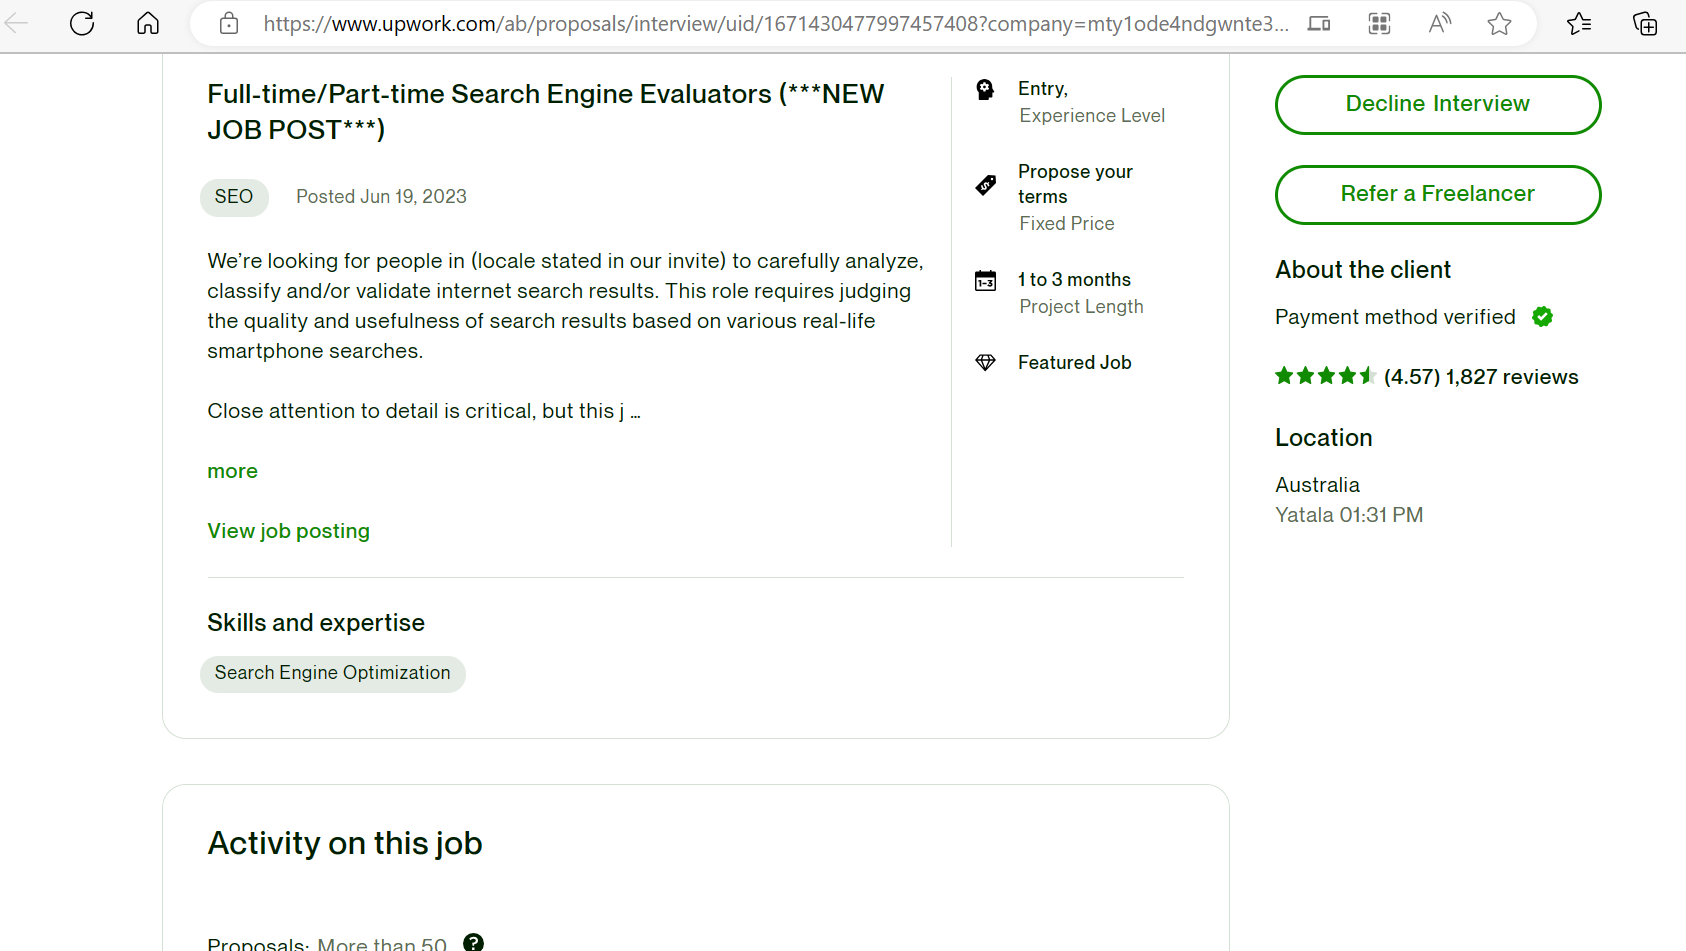 https://www.upwork.com/ab/proposals/interview/uid/1671430477997457408?company=mty1ode4ndgwnte3...
Full-time/Part-time Search Engine Evaluators (***NEW
JOB POST***)
SEO
Posted Jun 19, 2023
We’re looking for people in (locale stated in our invite) to carefully analyze,
classify and/or validate internet search results. This role requires judging
the quality and usefulness of search results based on various real-life
smartphone searches.
Close attention to detail is critical, but this j ...
more
View job posting
Entry,
Experience Level
Propose your
terms
Fixed Price
1-3
1 to 3 months
Project Length
Featured Job
Skills and expertise
Search Engine Optimization
Activity on this job
Proposals: More than 50 ?
Decline Interview
Refer a Freelancer
About the client
Payment method verified
(4.57) 1,827 reviews
Location
Australia
Yatala 01:31 PM